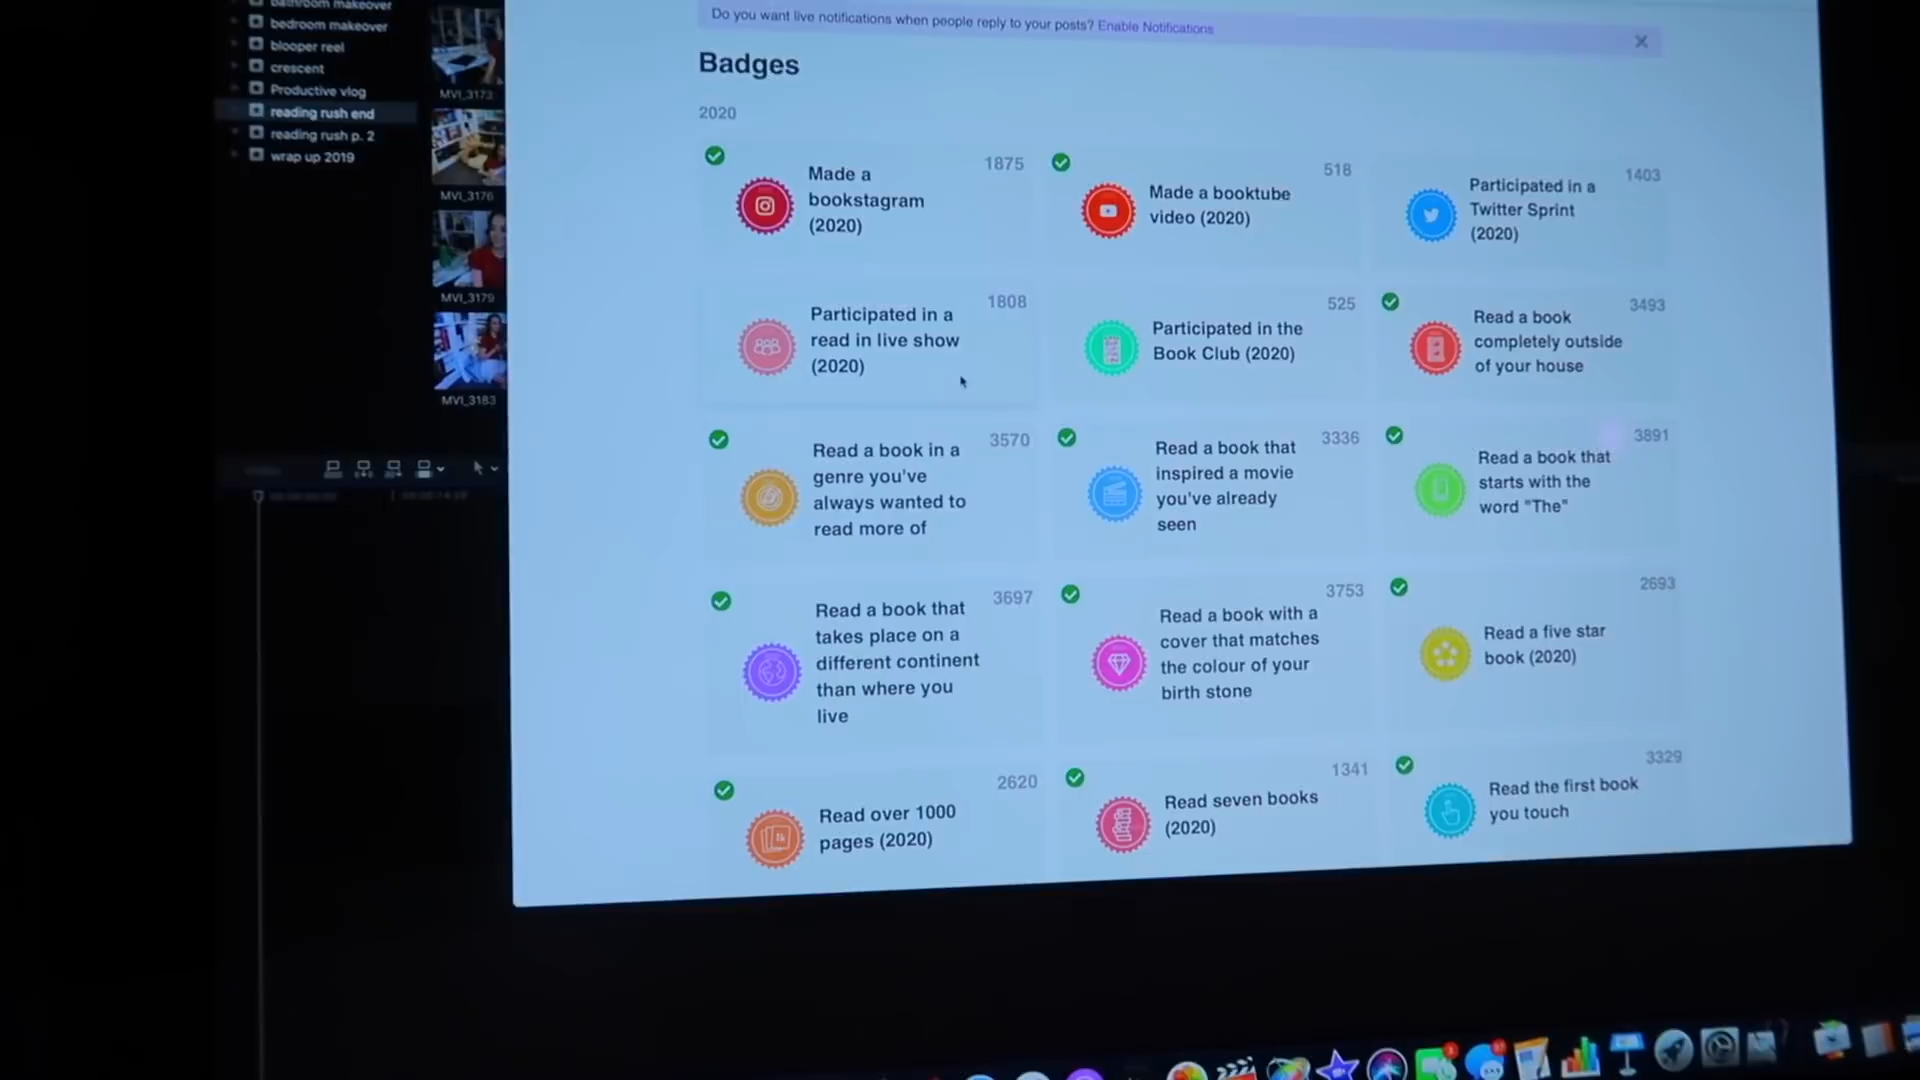 bathroom makeover
bedroom makeover
blooper reel
crescent
Productive vlog
reading rush end
reading rush p. 2
wrap up 2019
MVI_3173
MVI_3176
MVI_3179
MVI_3183
Do you want live notifications when people reply to your posts? Enable Notifications
Badges
2020
1875
Made a
bookstagram
(2020)
518
Made a booktube
video (2020)
1403
Participated in a
Twitter Sprint
(2020)
1808
Participated in a
read in live show
(2020)
525
Participated in the
Book Club (2020)
3493
Read a book
completely outside
of your house
3570
Read a book in a
genre you've
always wanted to
read more of
3336
Read a book that
inspired a movie
you've already
seen
3891
Read a book that
starts with the
word "The"
3697
Read a book that
takes place on a
different continent
than where you
live
3753
Read a book with a
cover that matches
the colour of your
birth stone
2693
Read a five star
book (2020)
2620
Read over 1000
pages (2020)
1341
Read seven books
(2020)
3329
Read the first book
you touch